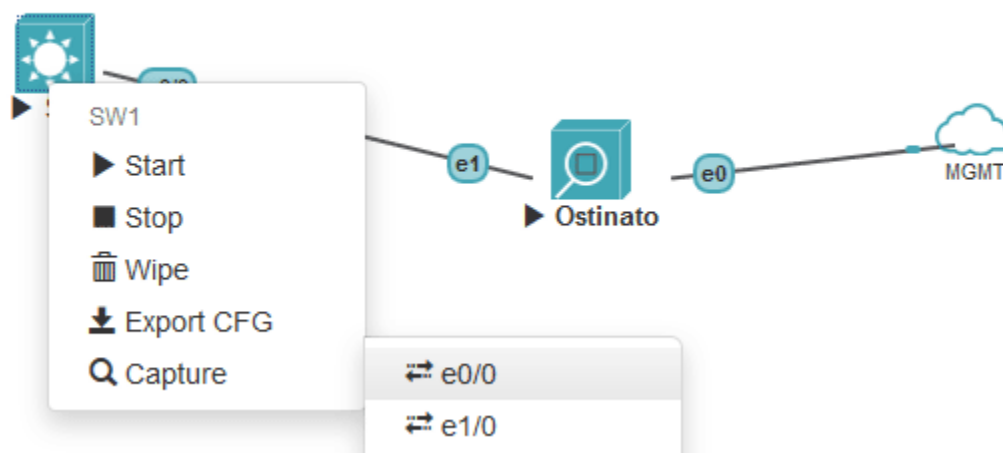 SW1
Start
Stop
Wipe
Export CFG
Capture
e0/0
e1/0
e1
Ostinato
e0
MGMT